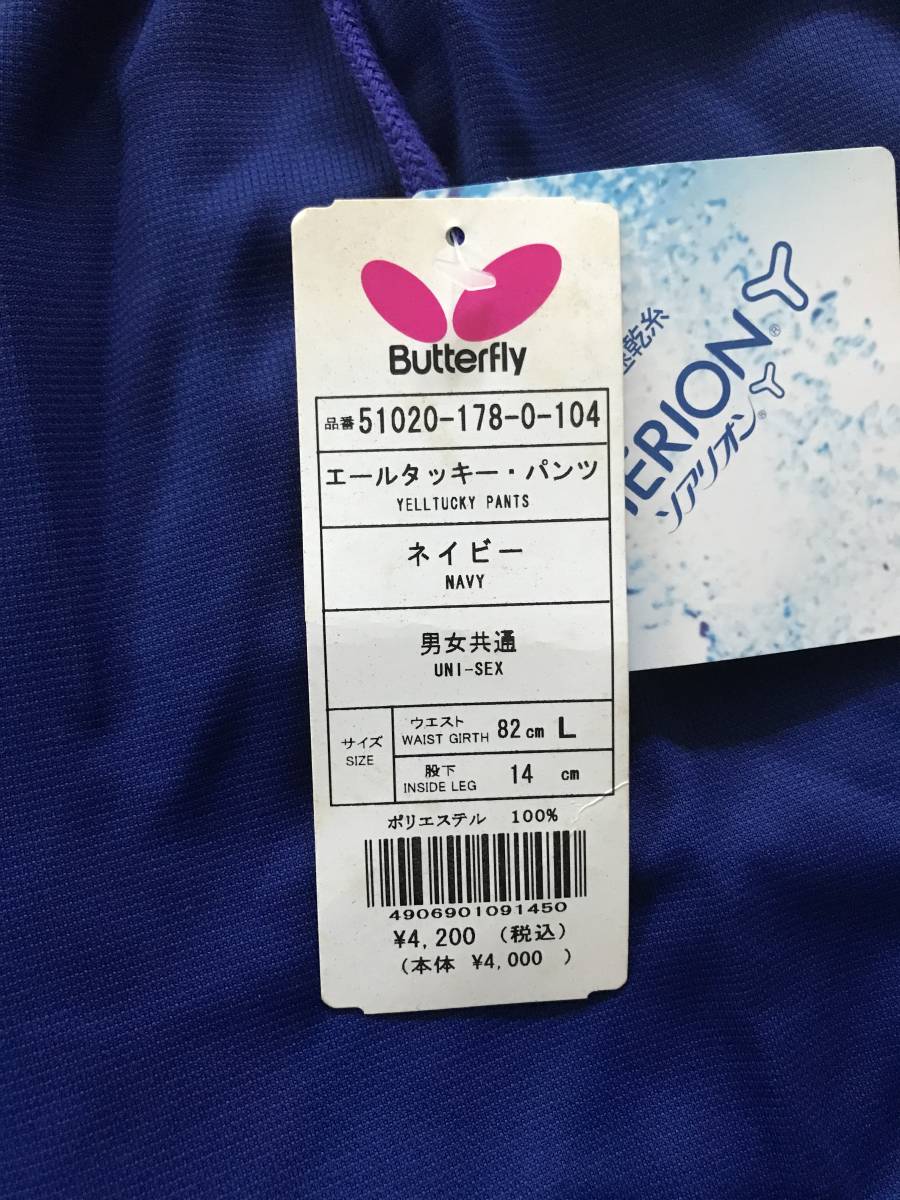 Butterfly
品番 51020-178-0-104
エールタッキー・パンツ
YELLTUCKY PANTS
ネイビー
NAVY
男女共通
UNI-SEX
サイズ
SIZE
ウエスト
WAIST GIRTH 82 cm L
股下
INSIDE LEG 14 cm
ポリエステル 100%
4906901091450
¥4,200 (税込)
(本体 ¥4,000 )
乾糸
ERION®
ソアリオン®